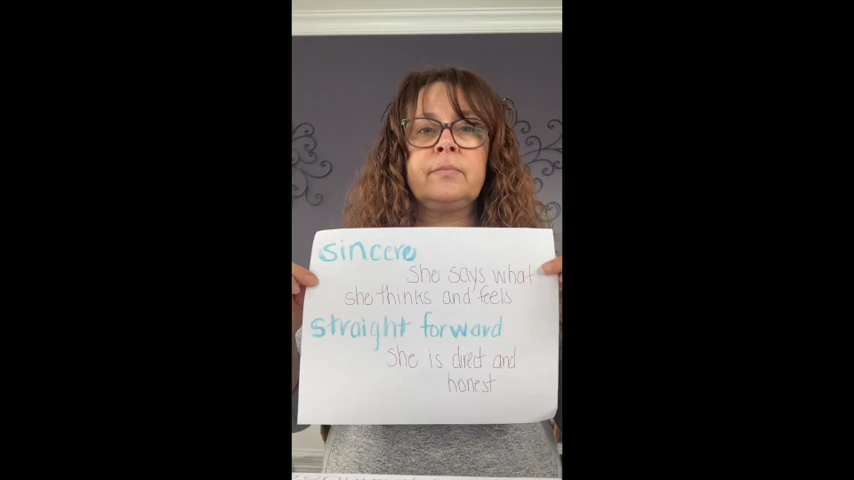 sincere
she says what
she thinks and feels
straight forward
She is direct and
honest